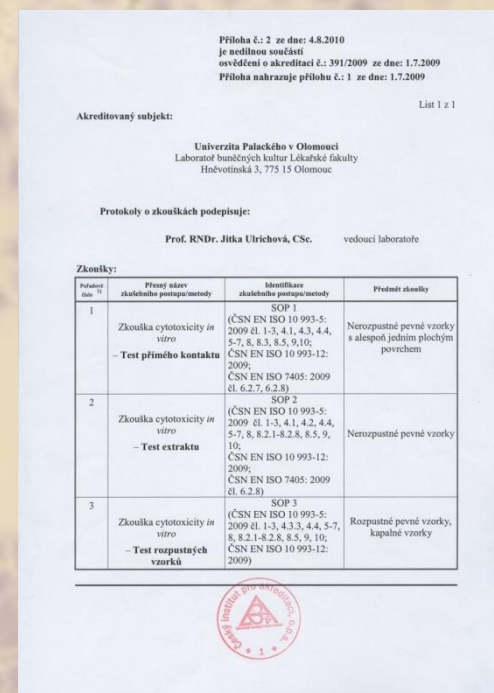 Příloha č.: 2 ze dne: 4.8.2010
je nedílnou součástí
osvědčení o akreditaci č.: 391/2009 ze dne: 1.7.2009
Příloha nahrazuje přílohu č.: 1 ze dne: 1.7.2009
List 1 z 1
Akreditovaný subjekt:
Univerzita Palackého v Olomouci
Laboratoř buněčných kultur Lékařské fakulty
Hněvotínská 3, 775 15 Olomouc
Protokoly o zkouškách podepisuje:
Prof. RNDr. Jitka Ulrichová, CSc. vedoucí laboratoře
Zkoušky:
Pořadové číslo 1)
Přesný název
zkušebního postupu/metody
Identifikace
zkušebního postupu/metody
Předmět zkoušky
1
Zkouška cytotoxicity in
vitro
– Test přímého kontaktu
SOP 1
(ČSN EN ISO 10 993-5:
2009 čl. 1-3, 4.1, 4.3, 4.4,
5-7, 8, 8.3, 8.5, 9,10;
ČSN EN ISO 10 993-12:
2009;
ČSN EN ISO 7405: 2009
čl. 6.2.7, 6.2.8)
Nerozpustné pevné vzorky
s alespoň jedním plochým
povrchem
2
Zkouška cytotoxicity in
vitro
– Test extraktu
SOP 2
(ČSN EN ISO 10 993-5:
2009 čl. 1-3, 4.1, 4.2, 4.4,
5-7, 8, 8.2.1-8.2.8, 8.5, 9,
10;
ČSN EN ISO 10 993-12:
2009;
ČSN EN ISO 7405: 2009
čl. 6.2.8)
Nerozpustné pevné vzorky
3
Zkouška cytotoxicity in
vitro
– Test rozpustných
vzorků
SOP 3
(ČSN EN ISO 10 993-5:
2009 čl. 1-3, 4.3.3, 4.4, 5-7,
8, 8.2.1-8.2.8, 8.5, 9, 10;
ČSN EN ISO 10 993-12:
2009)
Rozpustné pevné vzorky,
kapalné vzorky
Český institut pro akreditaci, o.p.s.
* 1 *